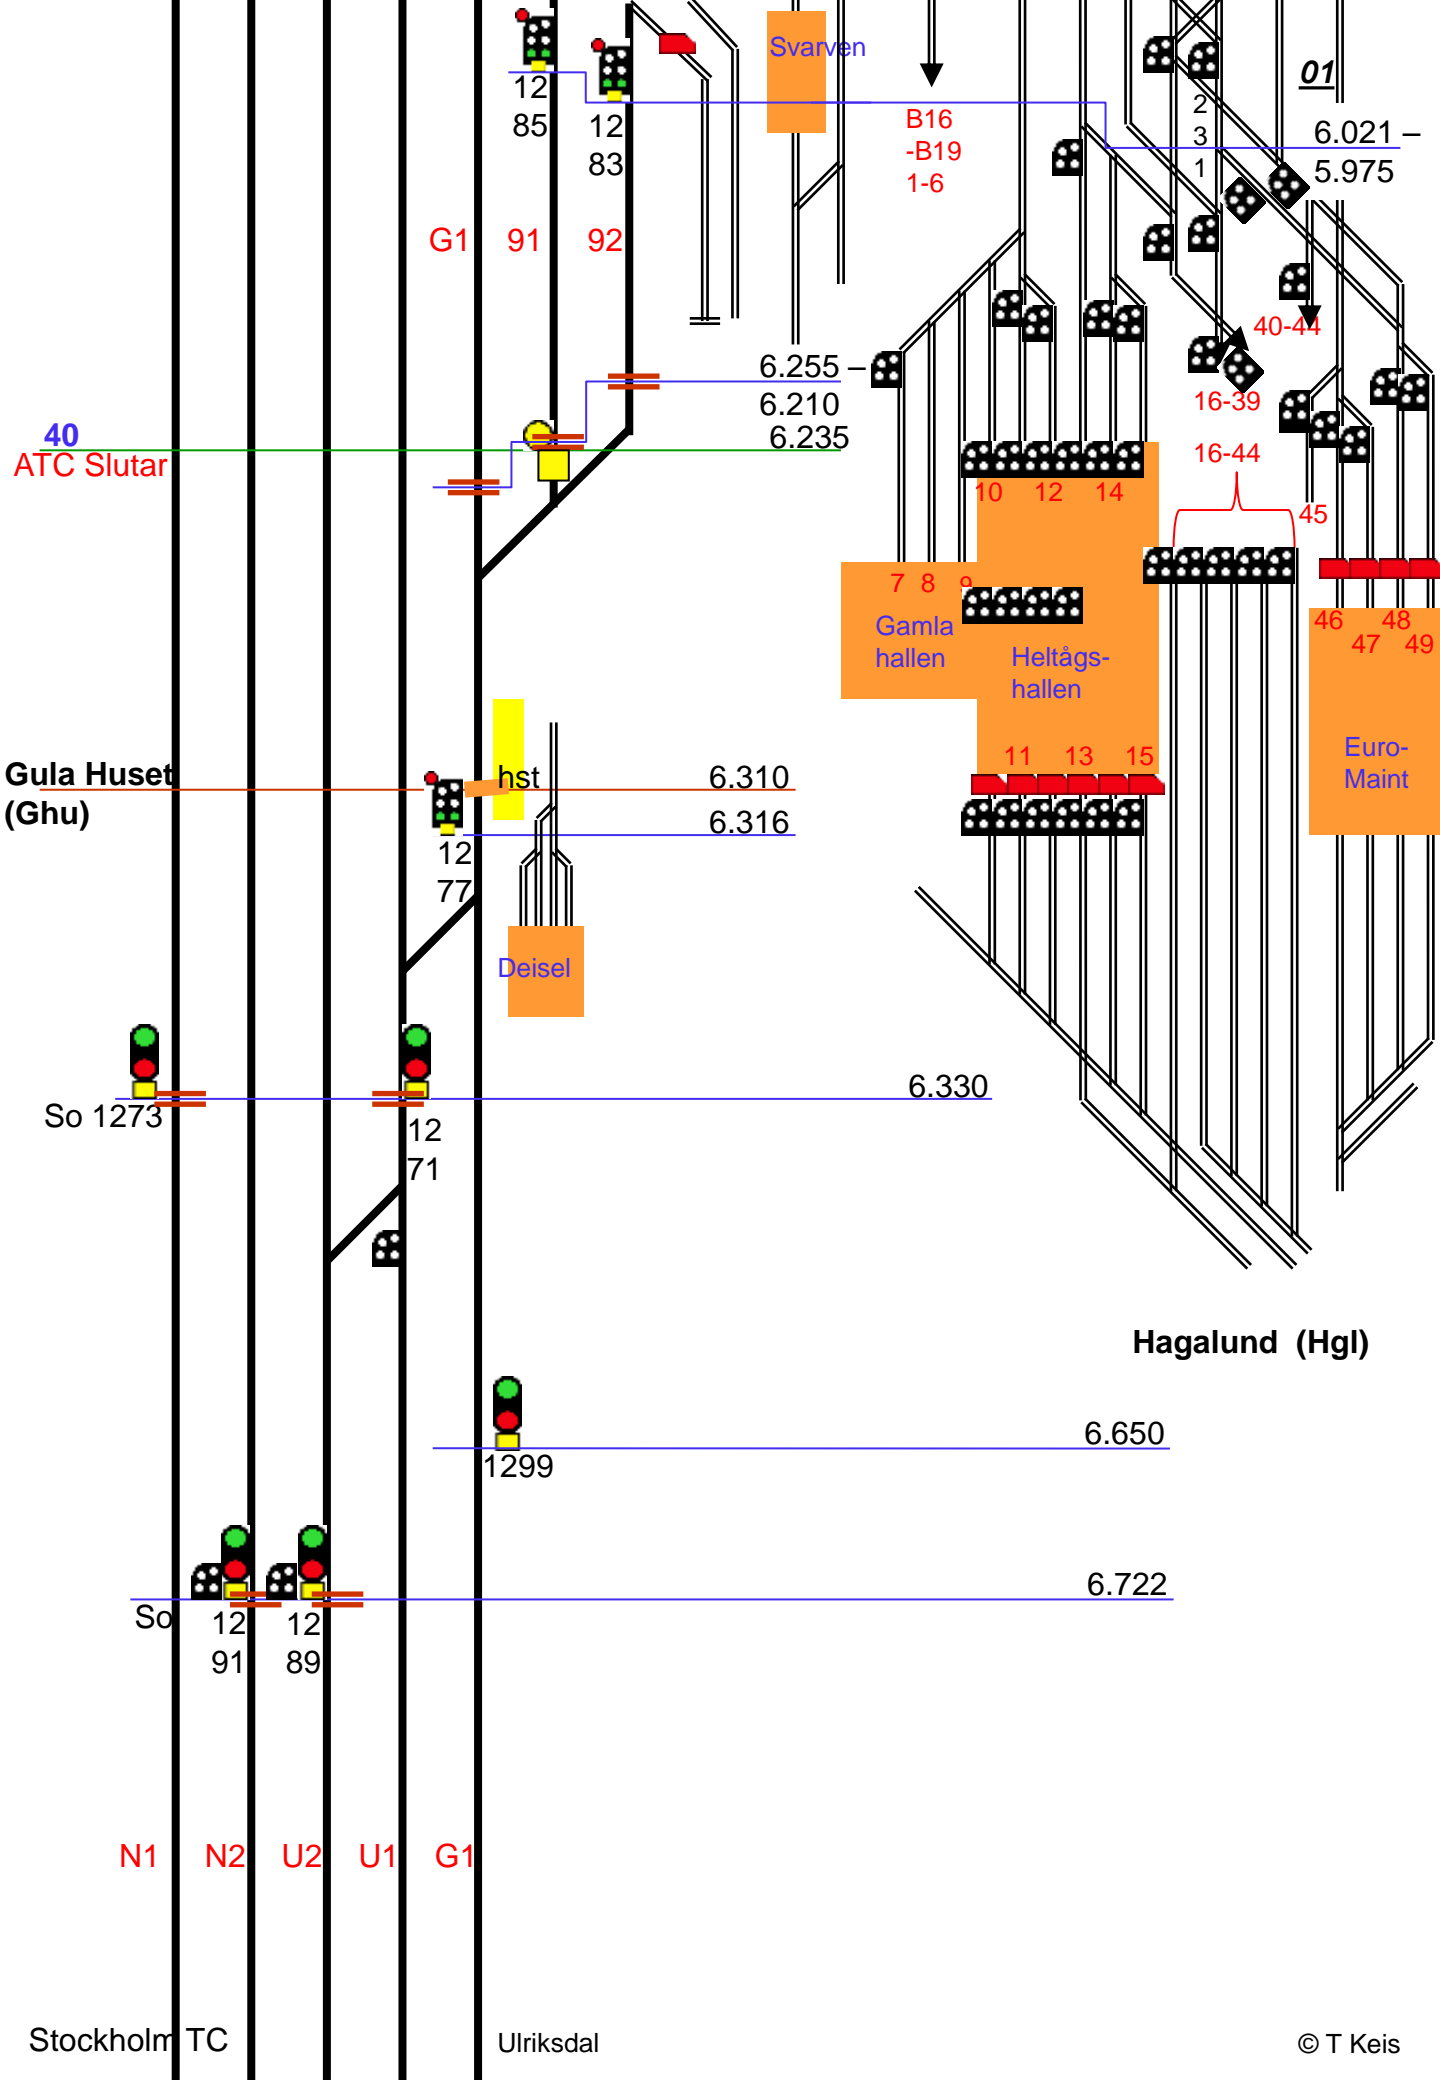 Svarven
01
12
85
12
83
B16
-B19
1-6
2
3
1
6.021 –
5.975
G1
91
92
40-44
6.255 –
6.210
6.235
16-39
16-44
40
ATC Slutar
10
12
14
45
7
8
9
46
48
47
49
Gamla
hallen
Heltågs-
hallen
11
13
15
Euro-
Maint
Gula Huset
(Ghu)
hst
6.310
6.316
12
77
Deisel
6.330
So 1273
12
71
Hagalund (Hgl)
6.650
1299
6.722
So
12
91
12
89
N1
N2
U2
U1
G1
Stockholm TC
Ulriksdal
© T Keis